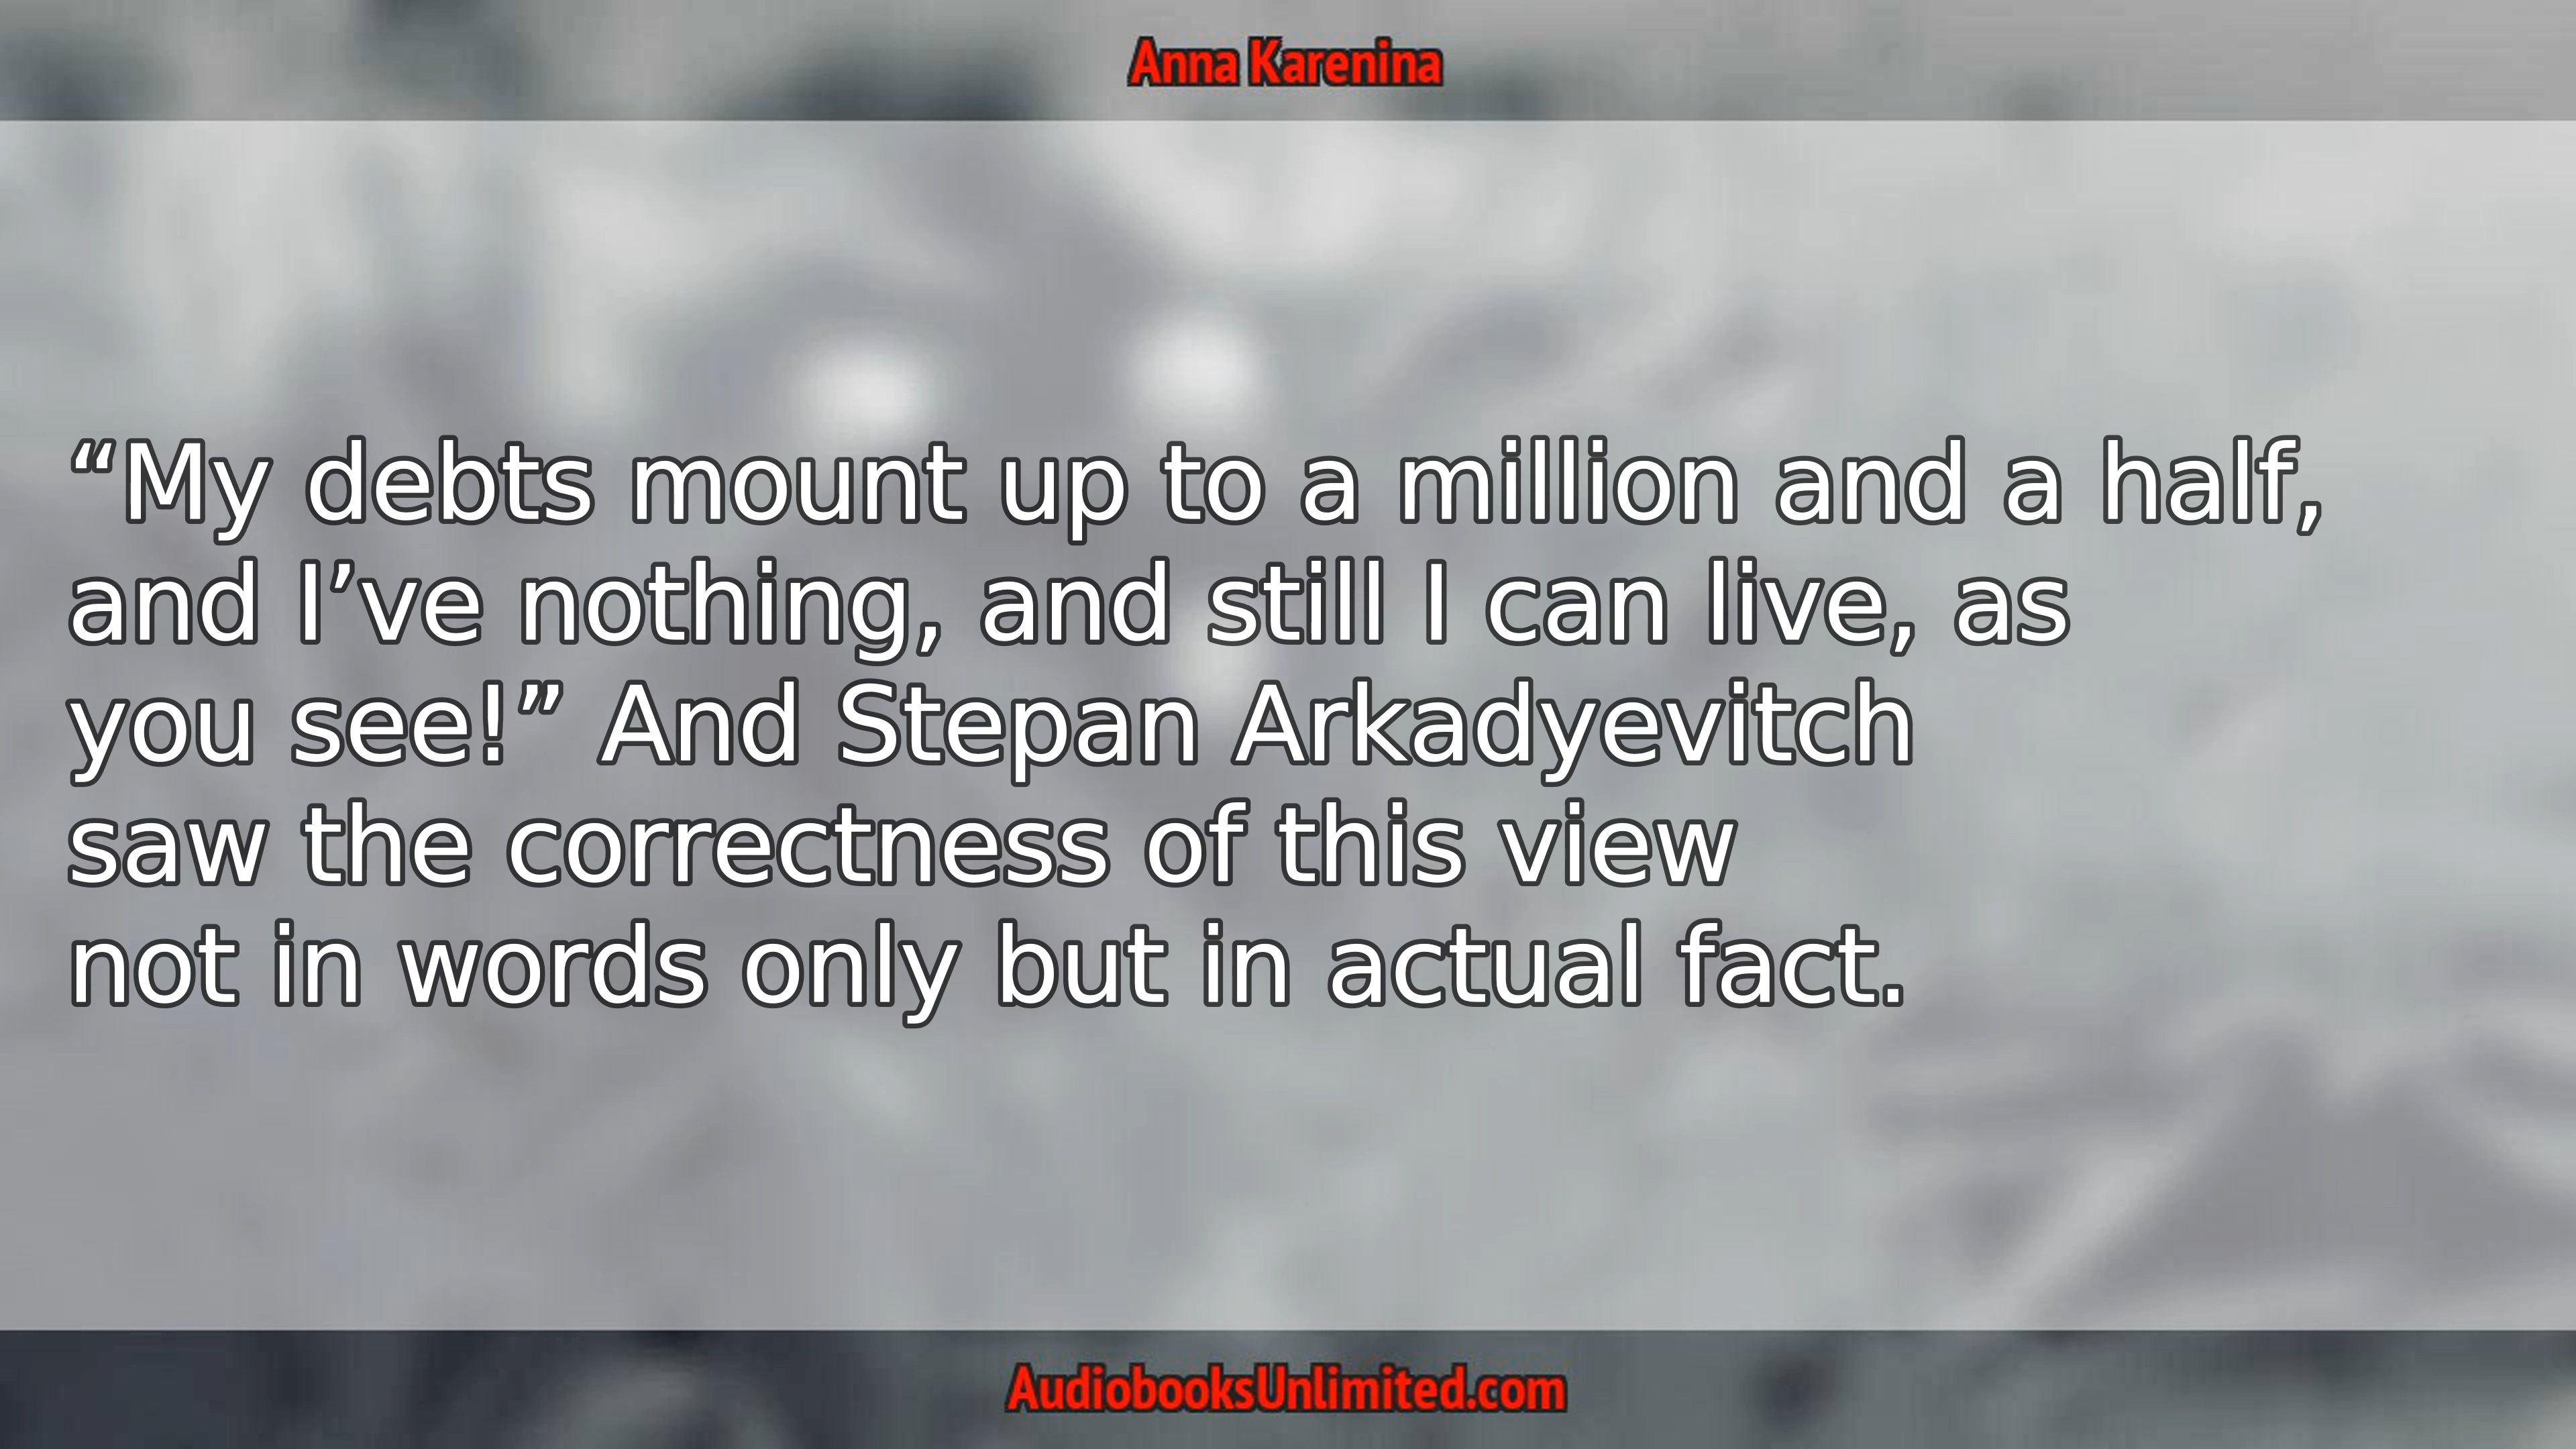 Anna Karenina
“My debts mount up to a million and a half,
and I’ve nothing, and still I can live, as
you see!” And Stepan Arkadyevitch
saw the correctness of this view
not in words only but in actual fact.
AudiobooksUnlimited.com